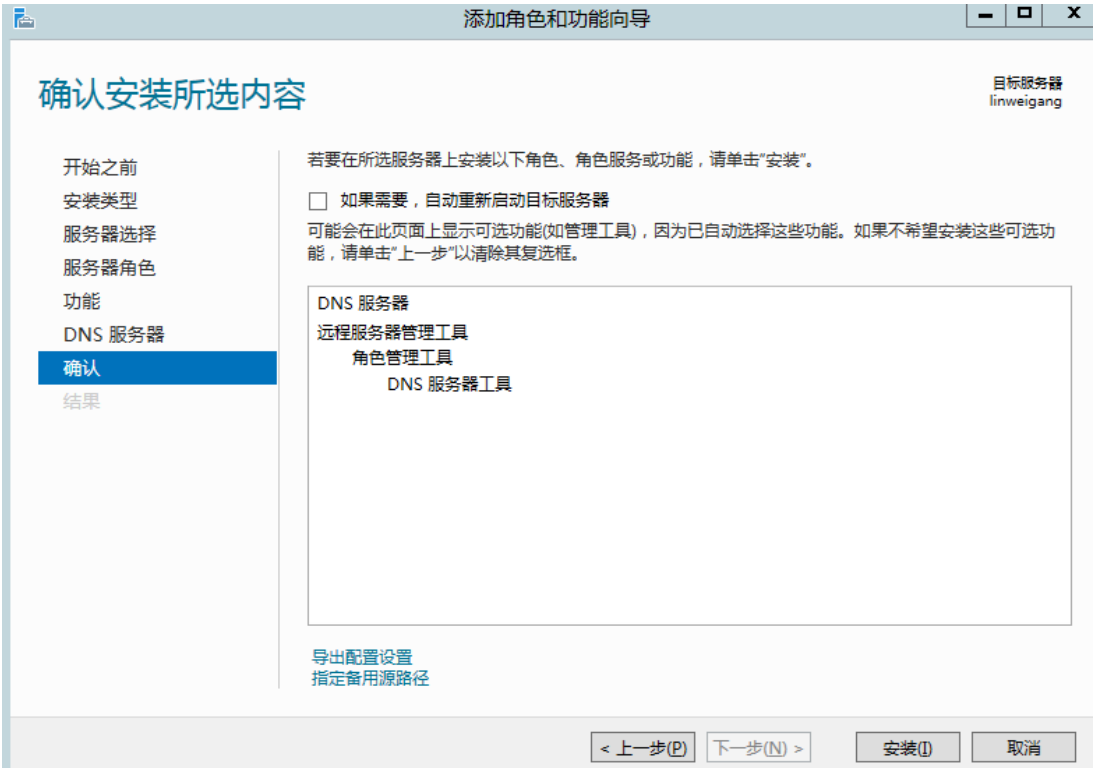 添加角色和功能向导
确认安装所选内容
目标服务器
linweigang
开始之前
安装类型
服务器选择
服务器角色
功能
DNS 服务器
确认
结果
若要在所选服务器上安装以下角色、角色服务或功能，请单击"安装"。
如果需要，自动重新启动目标服务器
可能会在此页面上显示可选功能(如管理工具)，因为已自动选择这些功能。如果不希望安装这些可选功
能，请单击"上一步"以清除其复选框。
DNS 服务器
远程服务器管理工具
角色管理工具
DNS 服务器工具
导出配置设置
指定备用源路径
< 上一步(P)
下一步(N) >
安装(I)
取消